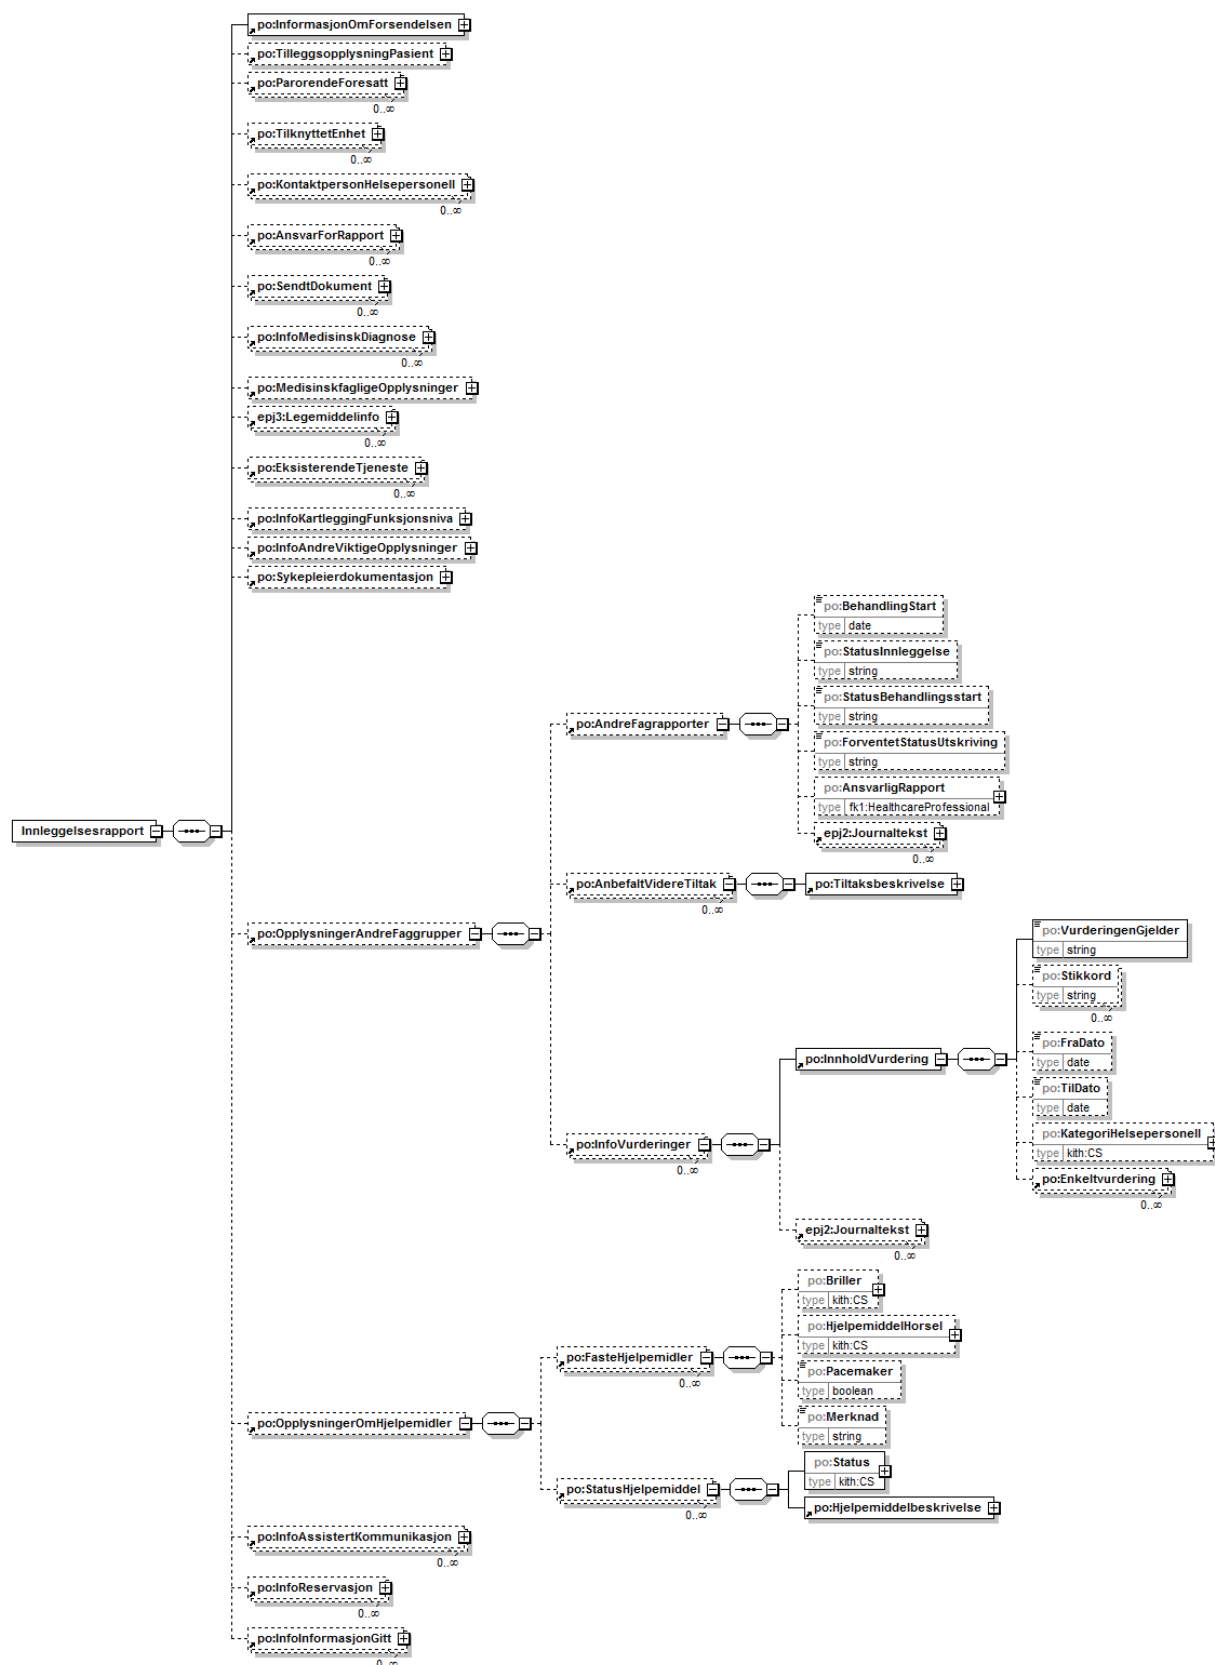 po:InformasjonOmForsendelsen
po:TilleggsopplysningPasient
po:ParorendeForesatt
0..∞
po:TilknyttetEnhet
0..∞
po:KontaktpersonHelsepersonell
0..∞
po:AnsvarForRapport
0..∞
po:SendtDokument
0..∞
po:InfoMedisinskDiagnose
0..∞
po:MedisinskfagligeOpplysninger
epj3:Legemiddelinfo
0..∞
po:EksisterendeTjeneste
0..∞
po:InfoKartleggingFunksjonsniva
po:InfoAndreViktigeOpplysninger
po:Sykepleierdokumentasjon
Innleggelsesrapport
po:OpplysningerAndreFaggrupper
po:AndreFagrapporter
po:BehandlingStart
type date
po:StatusInnleggelse
type string
po:StatusBehandlingsstart
type string
po:ForventetStatusUtskriving
type string
po:AnsvarligRapport
type fk1:HealthcareProfessional
epj2:Journaltekst
0..∞
po:AnbefaltVidereTiltak
0..∞
po:Tiltaksbeskrivelse
po:InfoVurderinger
0..∞
po:InnholdVurdering
po:VurderingenGjelder
type string
po:Stikkord
type string
0..∞
po:FraDato
type date
po:TilDato
type date
po:KategoriHelsepersonell
type kith:CS
po:Enkeltvurdering
0..∞
epj2:Journaltekst
0..∞
po:OpplysningerOmHjelpemidler
po:FasteHjelpemidler
0..∞
po:Briller
type kith:CS
po:HjelpemiddelHorsel
type kith:CS
po:Pacemaker
type boolean
po:Merknad
type string
po:StatusHjelpemiddel
0..∞
po:Status
type kith:CS
po:Hjelpemiddelbeskrivelse
po:InfoAssistertKommunikasjon
0..∞
po:InfoReservasjon
0..∞
po:InfoInformasjonGitt
0..∞